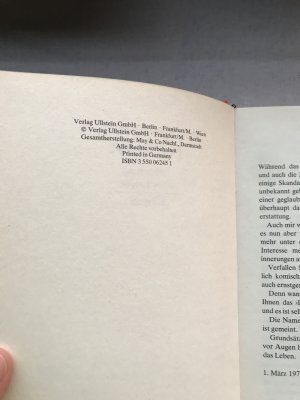 Verlag Ullstein GmbH · Berlin · Frankfurt/M. · Wien
© Verlag Ullstein GmbH · Frankfurt/M. · Berlin
Gesamtherstellung: May & Co Nachf., Darmstadt
Alle Rechte vorbehalten
Printed in Germany
ISBN 3 550 06245 1
Während das
und auch die
einige Skanda
unbekannt gel
einer geglaub
überhaupt da
erstattung.
Auch mir w
es nun aber
mehr unter
Interesse me
innerungen a
Verfallen S
lich komisch
auch ernstge
Denn wan
Ihnen das
und es ist sel
Die Name
ist gemeint.
Grundsätz
vor Augen h
das Leben.
1. März 197